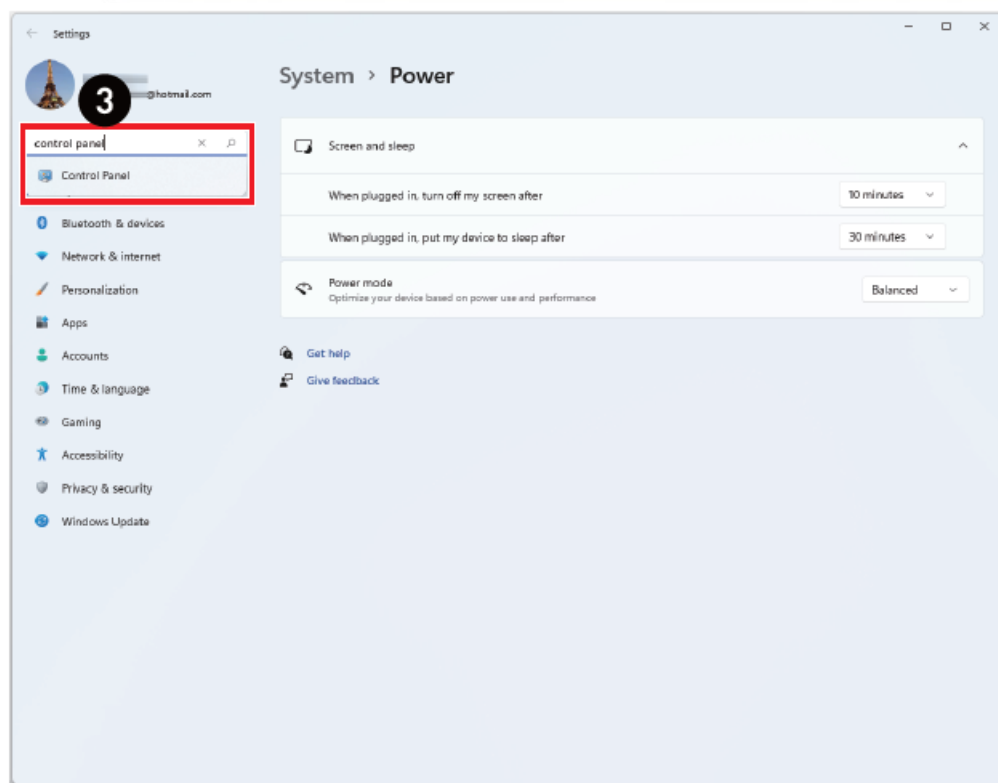 Settings
System > Power
3
@hotmail.com
control panel
Control Panel
Bluetooth & devices
Network & internet
Personalization
Apps
Accounts
Time & language
Gaming
Accessibility
Privacy & security
Windows Update
Screen and sleep
When plugged in, turn off my screen after
10 minutes
When plugged in, put my device to sleep after
30 minutes
Power mode
Optimize your device based on power use and performance
Balanced
Get help
Give feedback